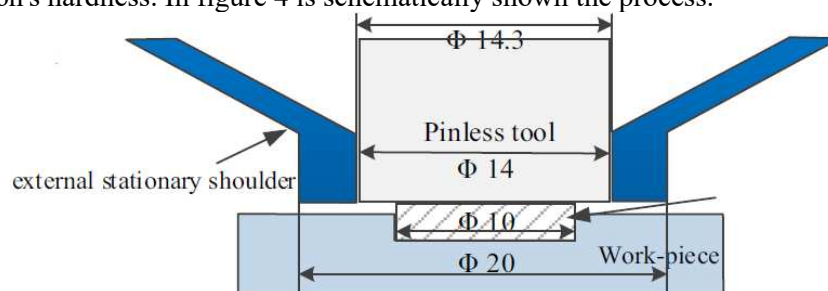 on's hardness. In figure 4 is schematically shown the process.
Φ 14.3
Pinless tool
Φ 14
external stationary shoulder
Φ 10
Work-piece
Φ 20